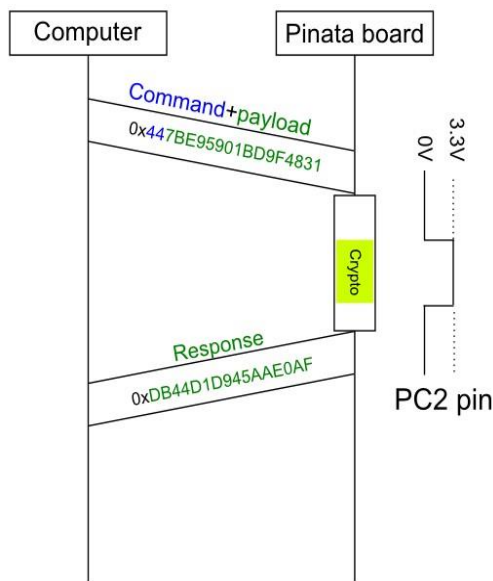 Computer
Pinata board
Command+payload
0x447BE95901BD9F4831
3.3V
0V
Crypto
Response
0xDB44D1D945AAE0AF
PC2 pin